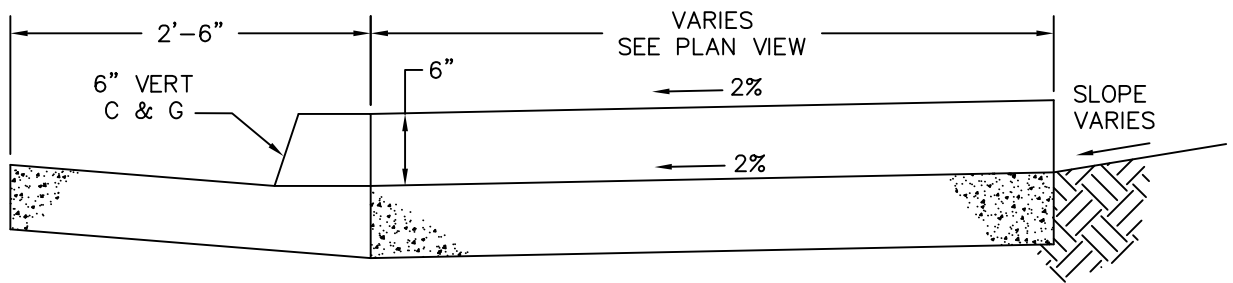 2'-6"
VARIES
SEE PLAN VIEW
6" VERT
C & G
6"
2%
SLOPE
VARIES
2%